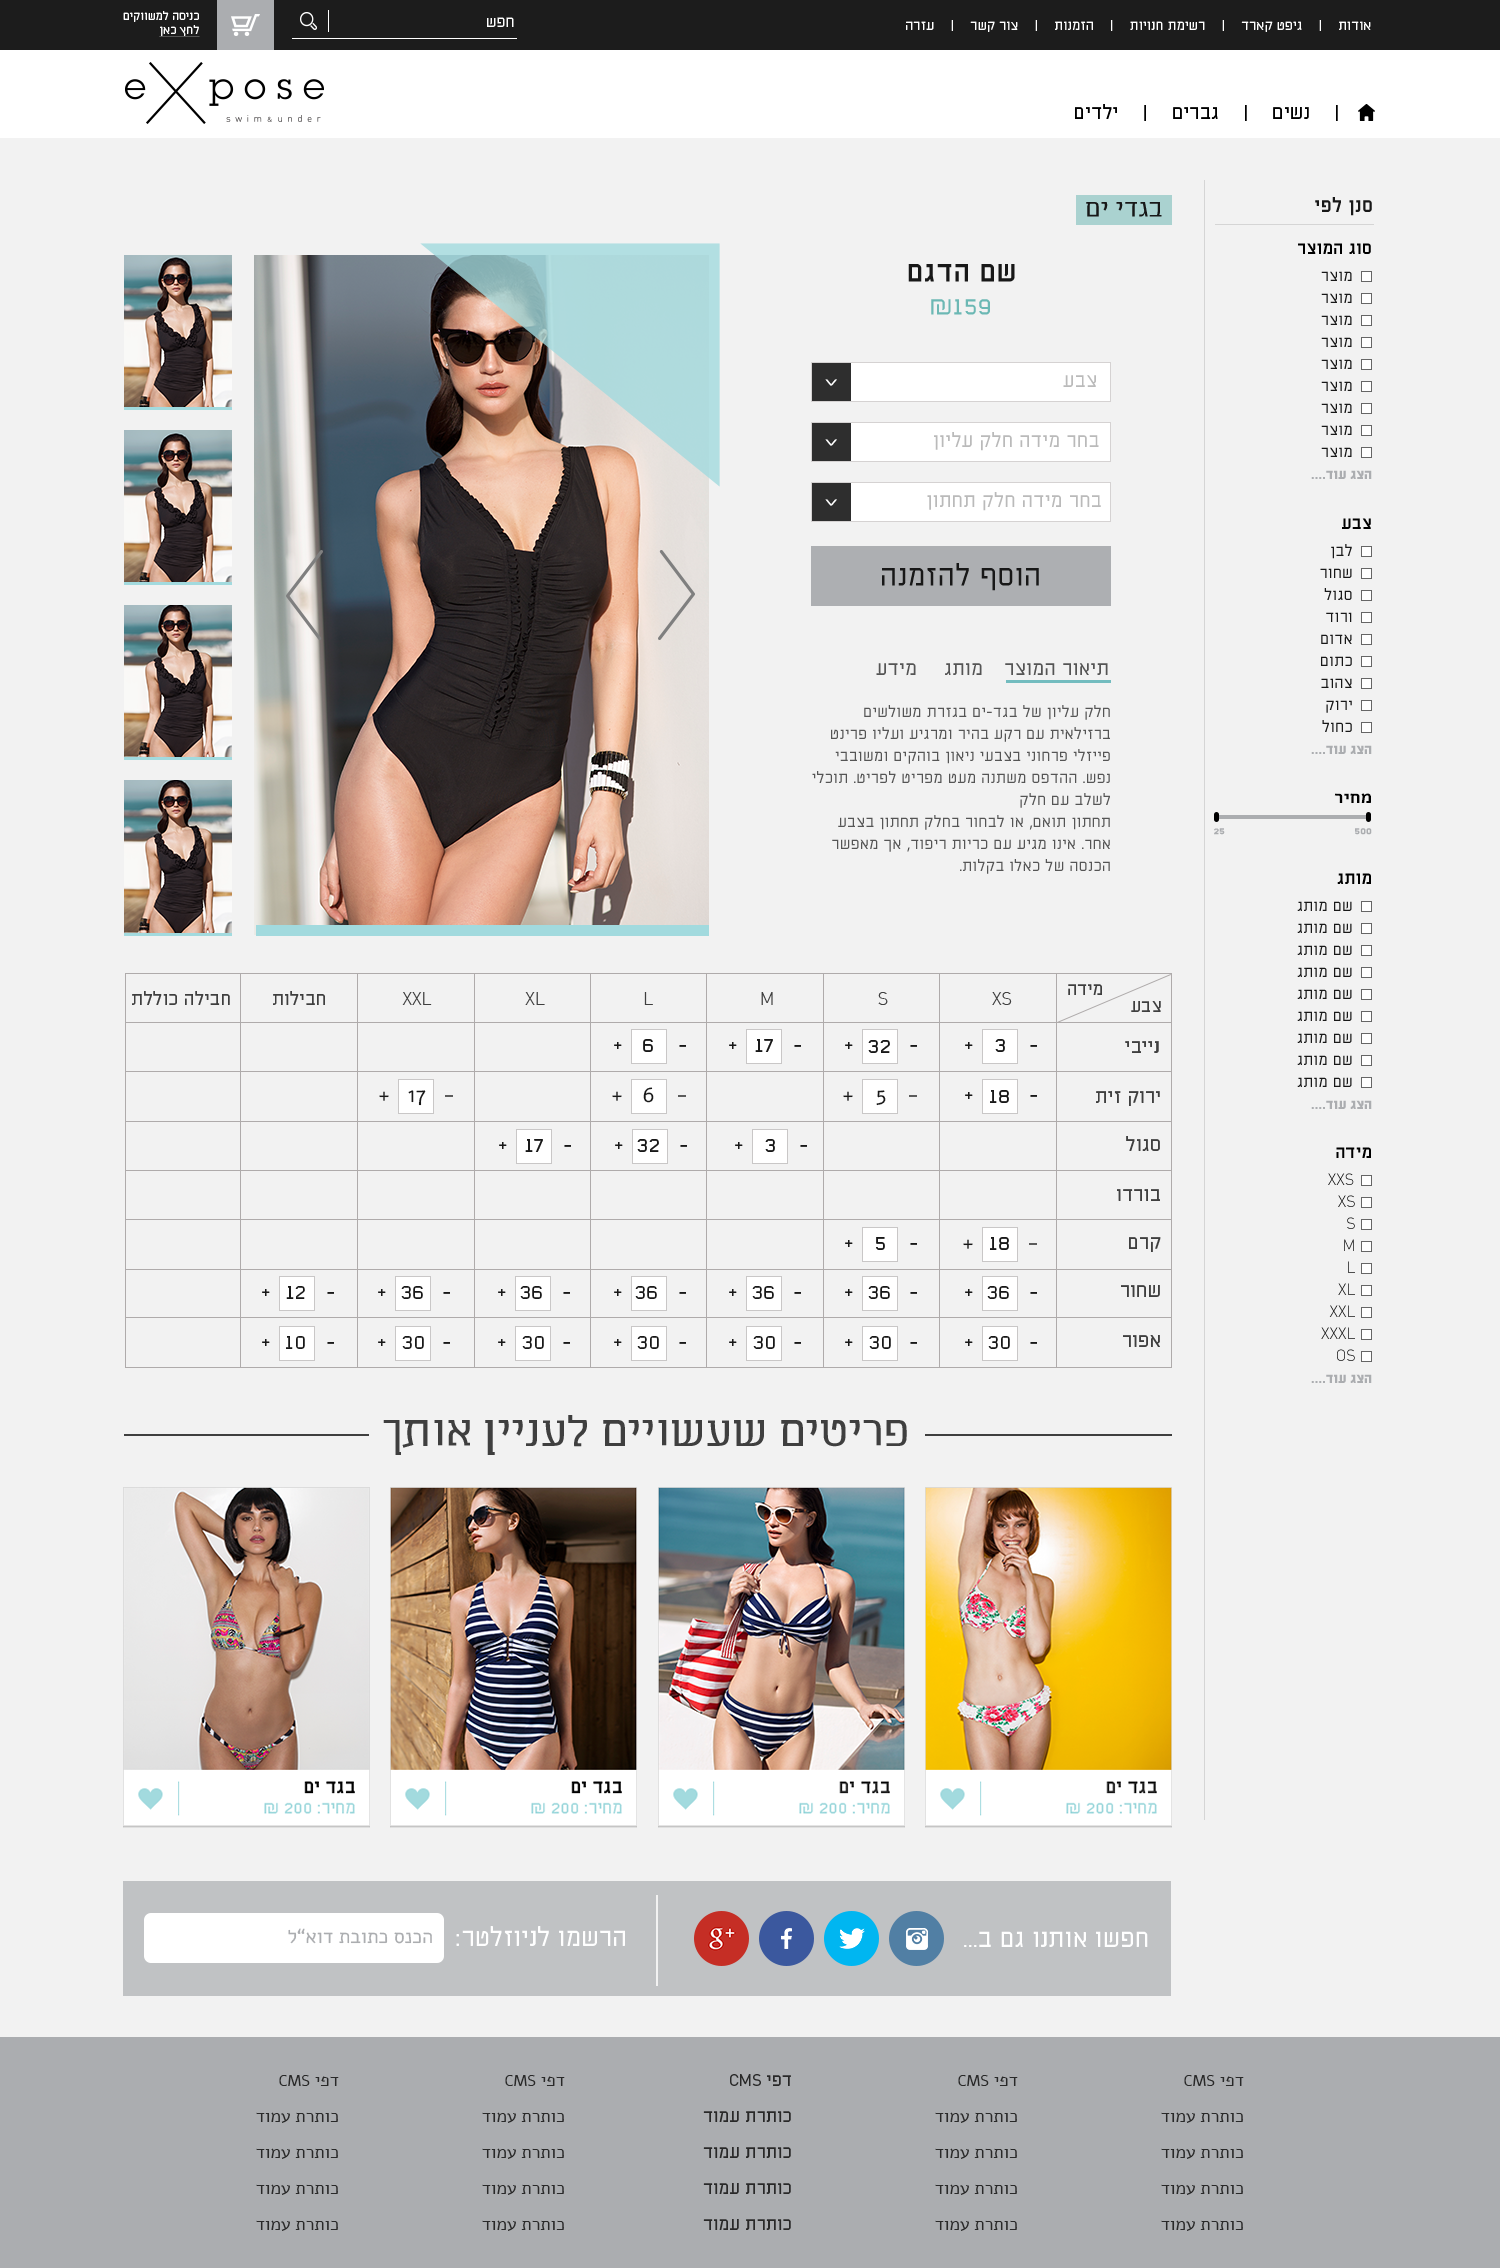 אודות | גיפט קארד | רשימת חנויות | הזמנות | צור קשר | עזרה
חפש
כניסה למשווקים
לחץ כאן
eXpose
swim&under
נשים | גברים | ילדים
סנן לפי
סוג המוצר
מוצר
מוצר
מוצר
מוצר
מוצר
מוצר
מוצר
מוצר
מוצר
הצג עוד....
צבע
לבן
שחור
סגול
ורוד
אדום
כתום
צהוב
ירוק
כחול
הצג עוד....
מחיר
500 25
מותג
שם מותג
שם מותג
שם מותג
שם מותג
שם מותג
שם מותג
שם מותג
שם מותג
שם מותג
הצג עוד....
מידה
XXS
XS
S
M
L
XL
XXL
XXXL
OS
הצג עוד....
בגדי ים
שם הדגם
₪159
צבע
בחר מידה חלק עליון
בחר מידה חלק תחתון
הוסף להזמנה
תיאור המוצר מותג מידע
חלק עליון של בגד-ים בגזרת משולשים
ברזילאית עם רקע בהיר ומרגיע ועליו פרינט
פייזלי פרחוני בצבעי ניאון בוהקים ומשובבי
נפש. ההדפס משתנה מעט מפריט לפריט. תוכלי
לשלב עם חלק
תחתון תואם, או לבחור בחלק תחתון בצבע
אחר. אינו מגיע עם כריות ריפוד, אך מאפשר
הכנסה של כאלו בקלות.
מידה
צבע XS S M L XL XXL חבילות חבילה כוללת
נייבי - 3 + - 32 + - 17 + - 6 +
ירוק זית - 18 + - 5 + - 6 + - 17 +
סגול - 3 + - 32 + - 17 +
בורדו
קרם - 18 + - 5 +
שחור - 36 + - 36 + - 36 + - 36 + - 36 + - 36 + - 12 +
אפור - 30 + - 30 + - 30 + - 30 + - 30 + - 30 + - 10 +
פריטים שעשויים לעניין אותך
בגד ים
מחיר: 200 ₪
בגד ים
מחיר: 200 ₪
בגד ים
מחיר: 200 ₪
בגד ים
מחיר: 200 ₪
חפשו אותנו גם ב...
הרשמו לניוזלטר:
הכנס כתובת דוא"ל
דפי CMS דפי CMS דפי CMS דפי CMS דפי CMS
כותרת עמוד כותרת עמוד כותרת עמוד כותרת עמוד כותרת עמוד
כותרת עמוד כותרת עמוד כותרת עמוד כותרת עמוד כותרת עמוד
כותרת עמוד כותרת עמוד כותרת עמוד כותרת עמוד כותרת עמוד
כותרת עמוד כותרת עמוד כותרת עמוד כותרת עמוד כותרת עמוד